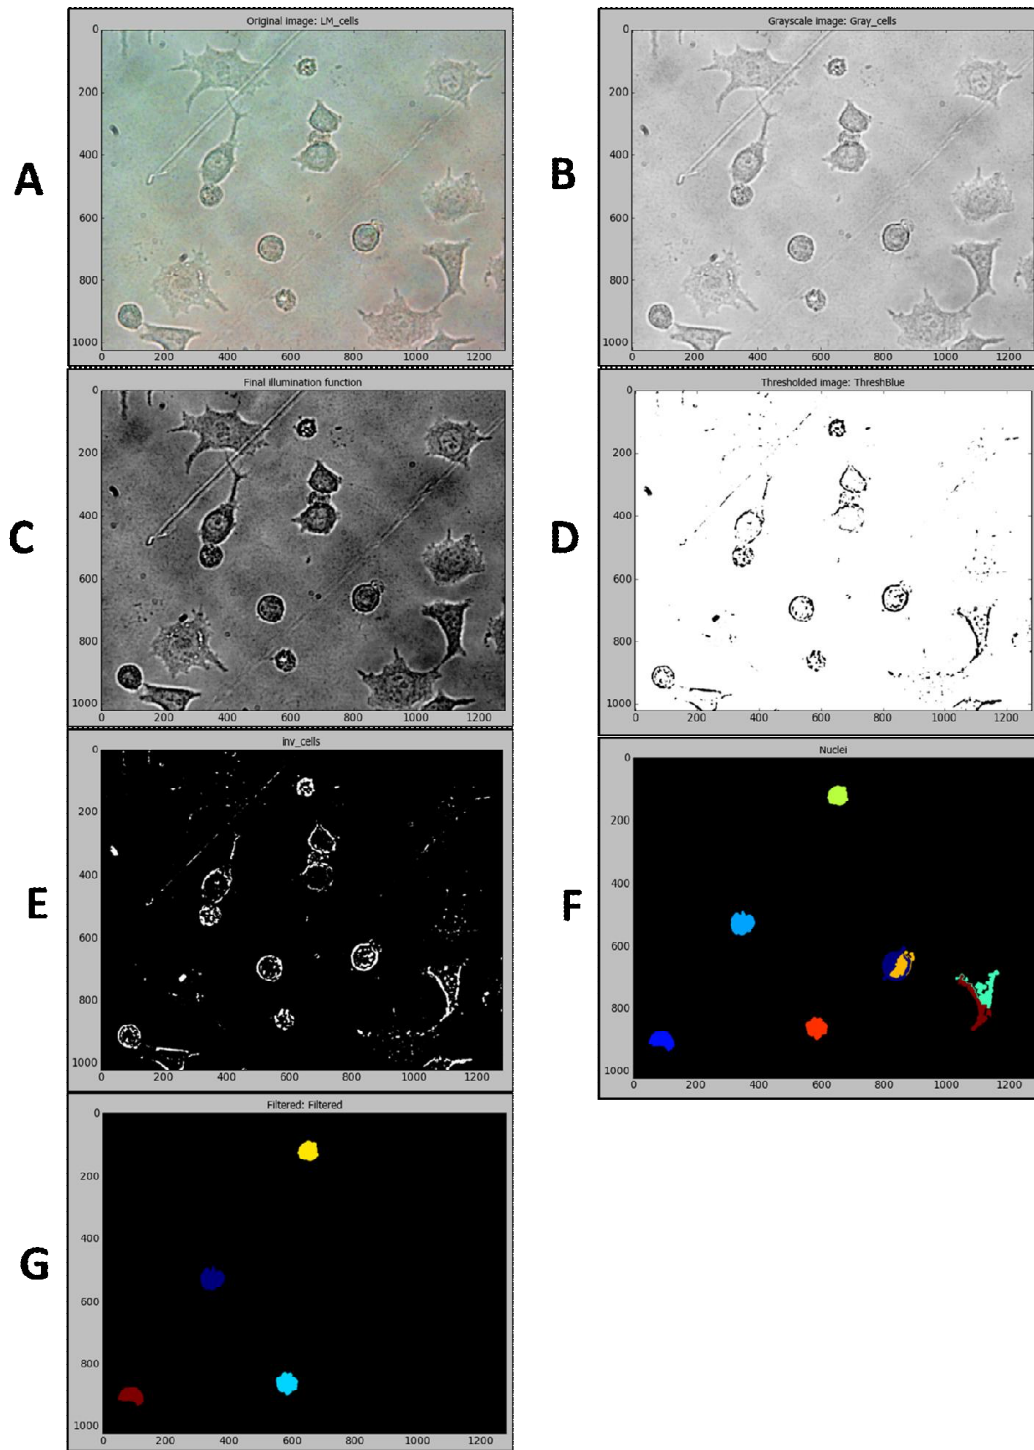 Original image: LM_cells
0
200
400
600
800
1000
0 200 400 600 800 1000 1200
A
Grayscale image: Gray_cells
0
200
400
600
800
1000
0 200 400 600 800 1000 1200
B
Final illumination function
0
200
400
600
800
1000
0 200 400 600 800 1000 1200
C
Thresholded image: ThreshBlue
0
200
400
600
800
1000
0 200 400 600 800 1000 1200
D
inv_cells
0
200
400
600
800
1000
0 200 400 600 800 1000 1200
E
Nuclei
0
200
400
600
800
1000
0 200 400 600 800 1000 1200
F
Filtered: Filtered
0
200
400
600
800
1000
0 200 400 600 800 1000 1200
G